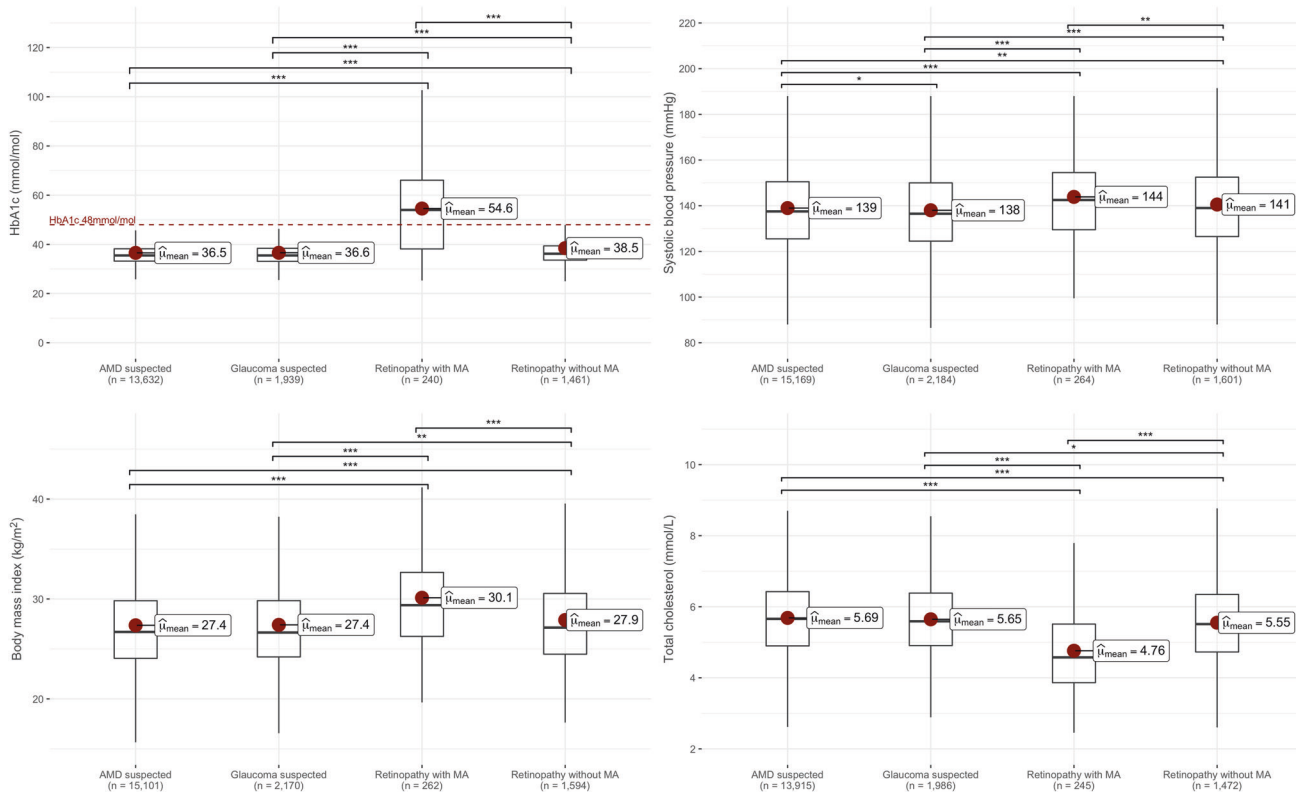 ***
***
***
***
***
120
100
80
60
40
20
0
HbA1c (mmol/mol)
HbA1c 48mmol/mol
μ̂mean = 36.5
μ̂mean = 36.6
μ̂mean = 54.6
μ̂mean = 38.5
AMD suspected
(n = 13,632)
Glaucoma suspected
(n = 1,939)
Retinopathy with MA
(n = 240)
Retinopathy without MA
(n = 1,461)
**
***
***
**
***
*
220
200
180
160
140
120
100
80
Systolic blood pressure (mmHg)
μ̂mean = 139
μ̂mean = 138
μ̂mean = 144
μ̂mean = 141
AMD suspected
(n = 15,169)
Glaucoma suspected
(n = 2,184)
Retinopathy with MA
(n = 264)
Retinopathy without MA
(n = 1,601)
***
**
***
***
***
40
30
20
Body mass index (kg/m²)
μ̂mean = 27.4
μ̂mean = 27.4
μ̂mean = 30.1
μ̂mean = 27.9
AMD suspected
(n = 15,101)
Glaucoma suspected
(n = 2,170)
Retinopathy with MA
(n = 262)
Retinopathy without MA
(n = 1,594)
***
*
***
***
***
10
8
6
4
2
Total cholesterol (mmol/L)
μ̂mean = 5.69
μ̂mean = 5.65
μ̂mean = 4.76
μ̂mean = 5.55
AMD suspected
(n = 13,915)
Glaucoma suspected
(n = 1,986)
Retinopathy with MA
(n = 245)
Retinopathy without MA
(n = 1,472)